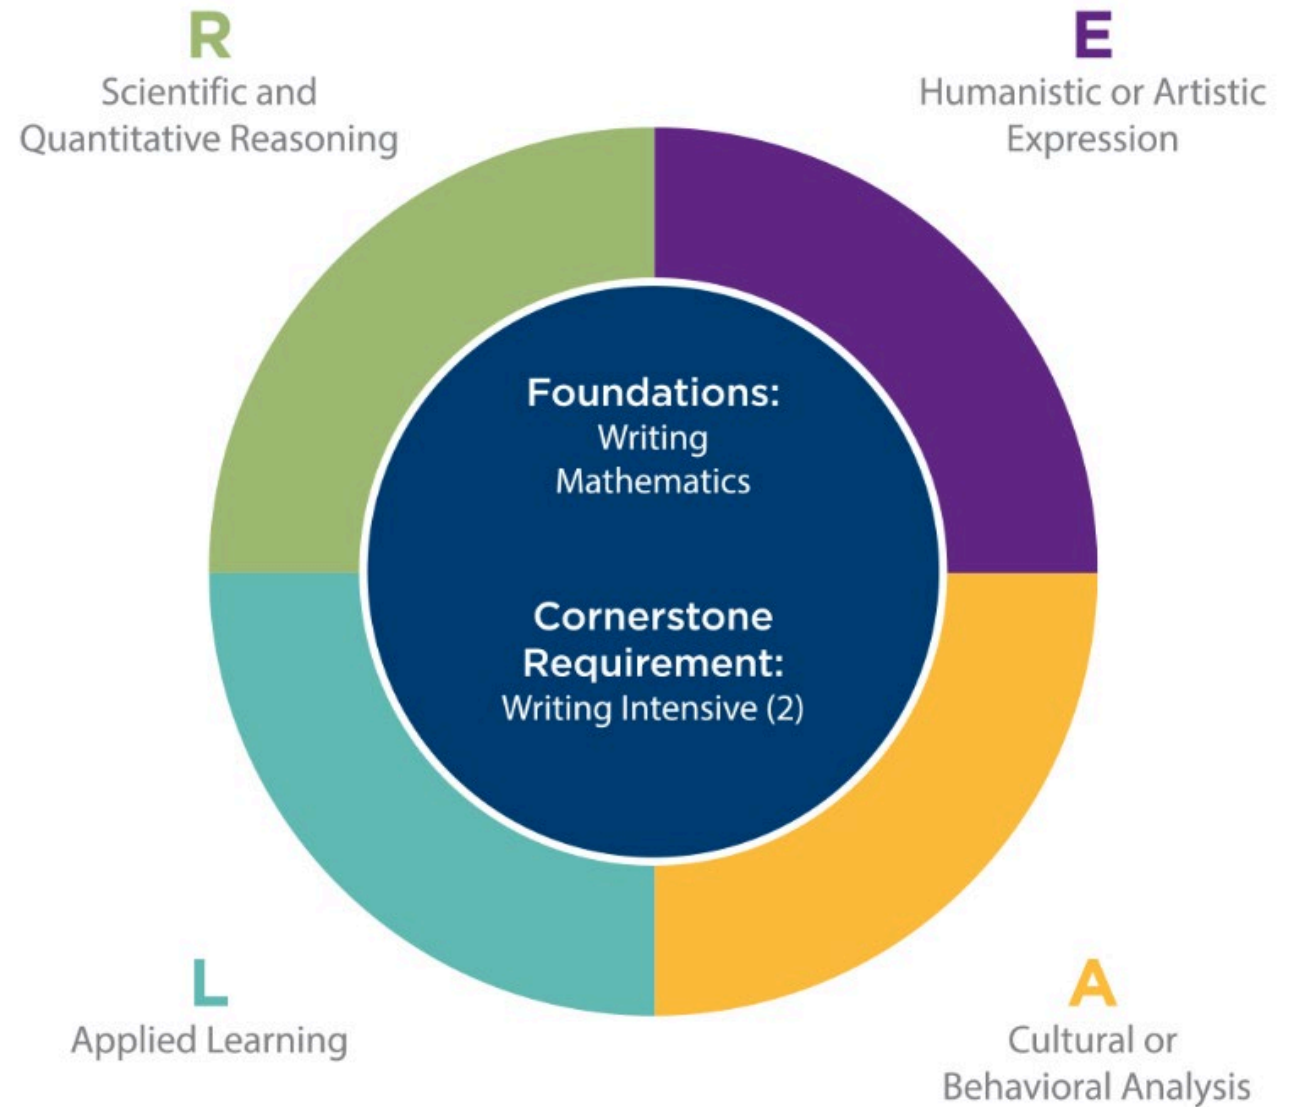 R
Scientific and
Quantitative Reasoning
E
Humanistic or Artistic
Expression
Foundations:
Writing
Mathematics
Cornerstone
Requirement:
Writing Intensive (2)
L
Applied Learning
A
Cultural or
Behavioral Analysis